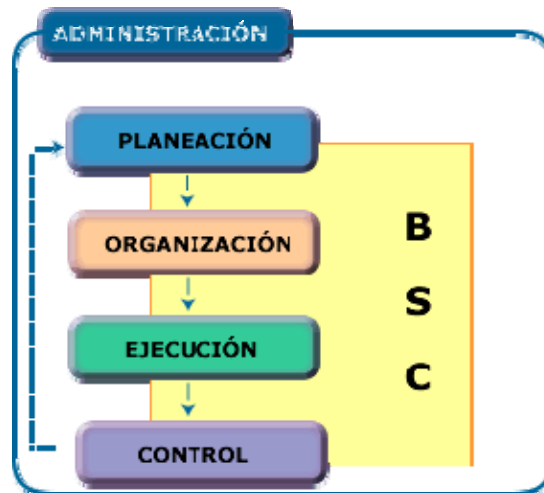 ADMINISTRACIÓN
PLANEACIÓN
ORGANIZACIÓN
EJECUCIÓN
CONTROL
B
S
C